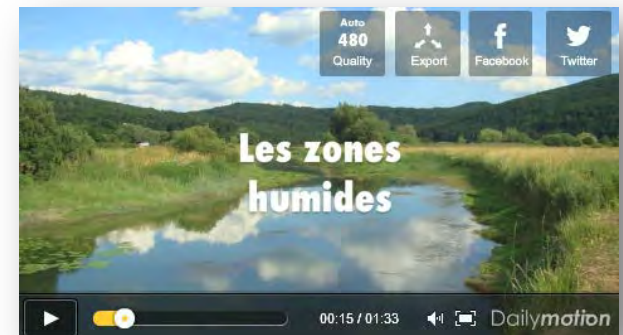 Auto
480
Quality
Export
Facebook
Twitter
Les zones
humides
00:15 / 01:33
Dailymotion